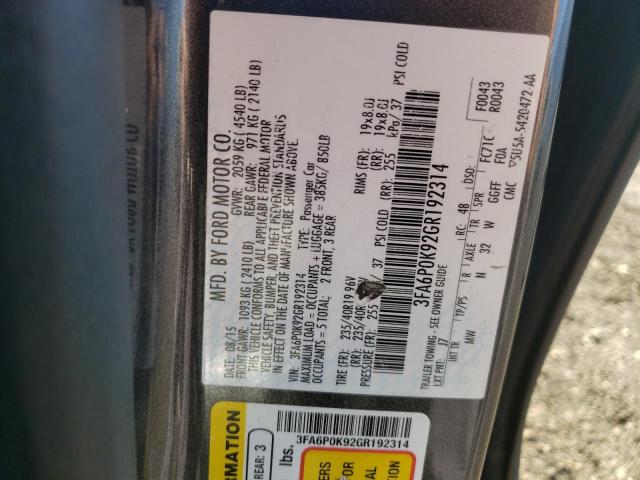 MFD. BY FORD MOTOR CO.
DATE: 08/15 GVWR: 2059 KG / 4540 LB)
FRONT GAWR: 1093 KG ( 2410 LB) REAR GAWR: 971 KG ( 2140 LB)
THIS VEHICLE CONFORMS TO ALL APPLICABLE FEDERAL MOTOR
VEHICLE SAFETY, BUMPER, AND THEFT PREVENTION STANDARDS
IN EFFECT ON THE DATE OF MANUFACTURE SHOWN ABOVE.
VIN: 3FA6P0K92GR192314 TYPE: Passenger Car
MAXIMUM LOAD = OCCUPANTS + LUGGAGE = 385KG/ 850LB
OCCUPANTS = 5 TOTAL: 2 FRONT, 3 REAR
TIRE (FR): 235/40R19 96V RIMS (FR): 19x8.0J
(RR): 235/40R (RR): 19x8.0J
PRESSURE (FR): 255 / 37 PSI COLD (RR): 255 kPa/ 37 PSI COLD
3FA6P0K92GR192314
TRAILER TOWING - SEE OWNER GUIDE F0043
R0043
EXT PNT: J7 RC: 48 DSO:
INT TR TP/PS R AXLE TR SPR FC71C
MW N 32 W GGFF F0A
CMC ▽5U5A-5420472-AA
3FA6P0K92GR192314
RMATION
REAR: 3
lbs.